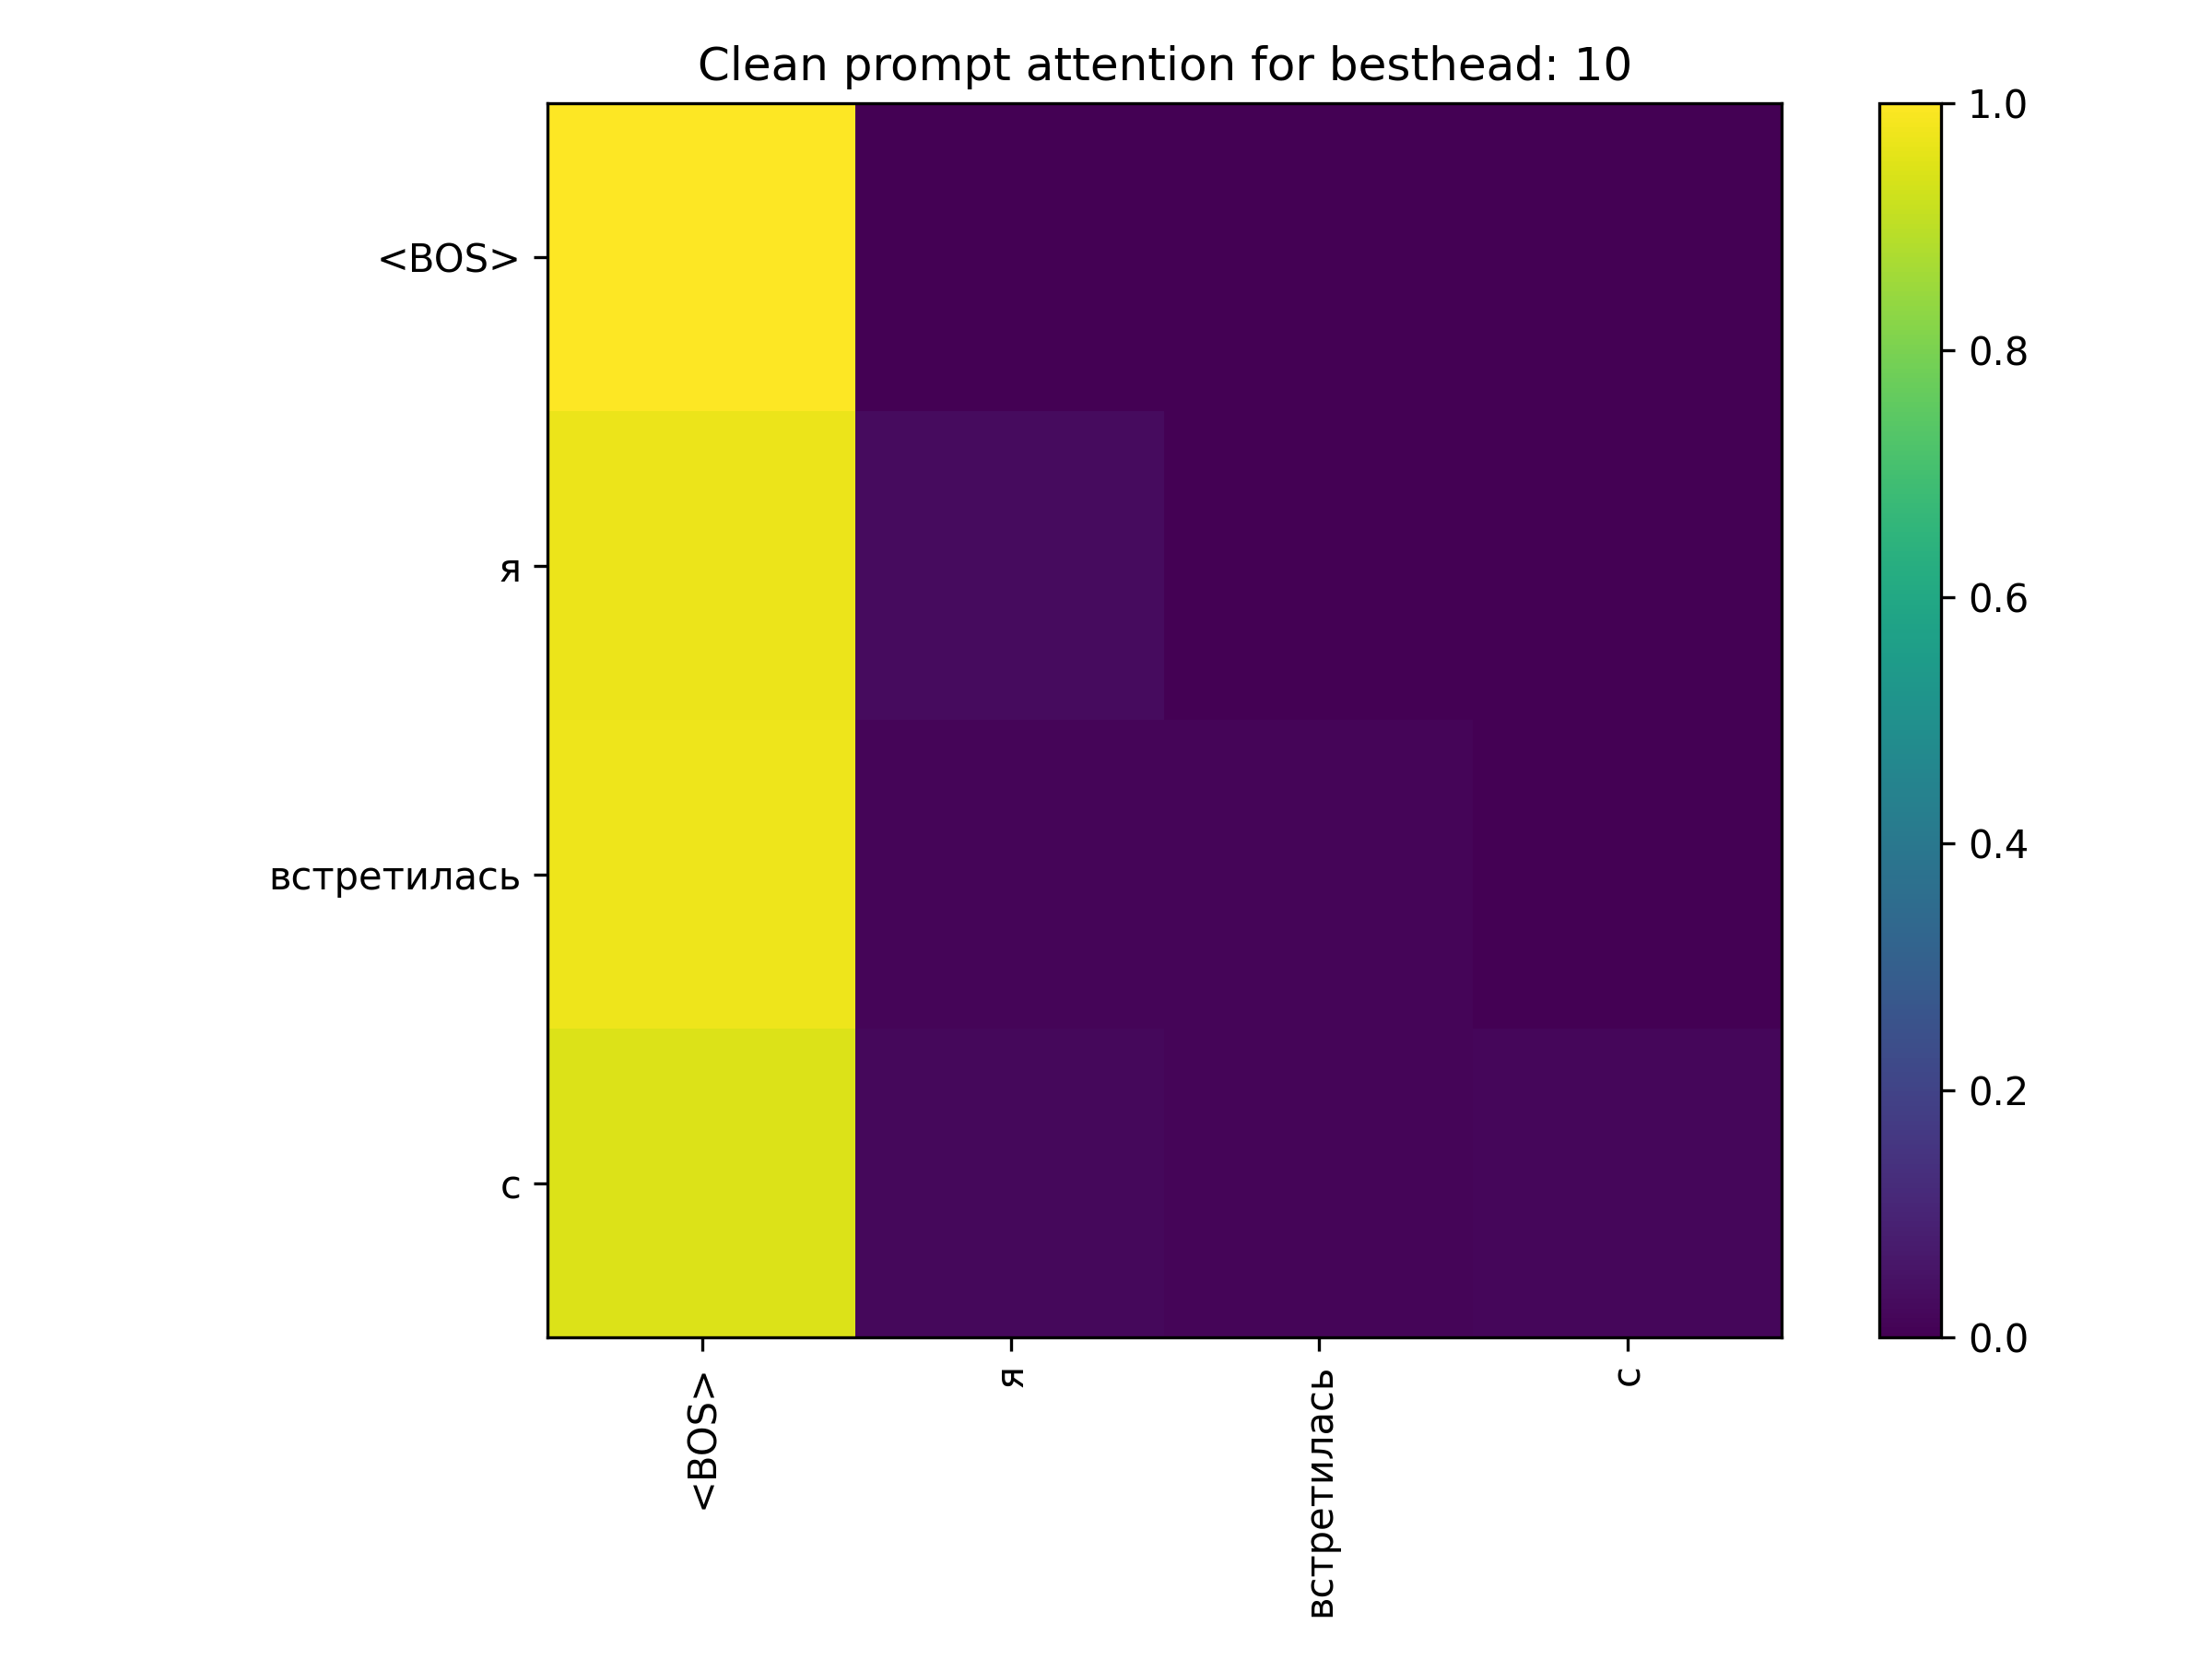 Clean prompt attention for besthead: 10
<BOS>
я
встретилась
с
<BOS>
я
встретилась
с
1.0
0.8
0.6
0.4
0.2
0.0